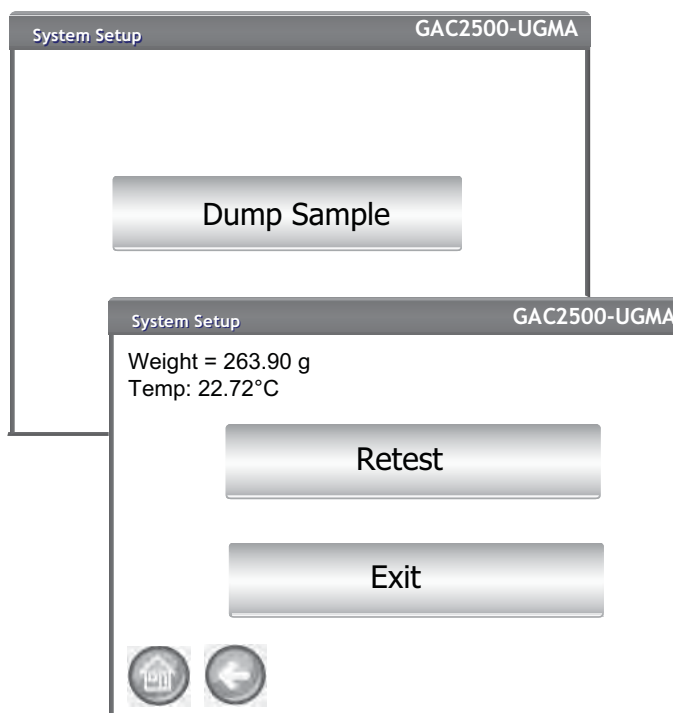 System Setup GAC2500-UGMA
Dump Sample
System Setup GAC2500-UGMA
Weight = 263.90 g
Temp: 22.72°C
Retest
Exit